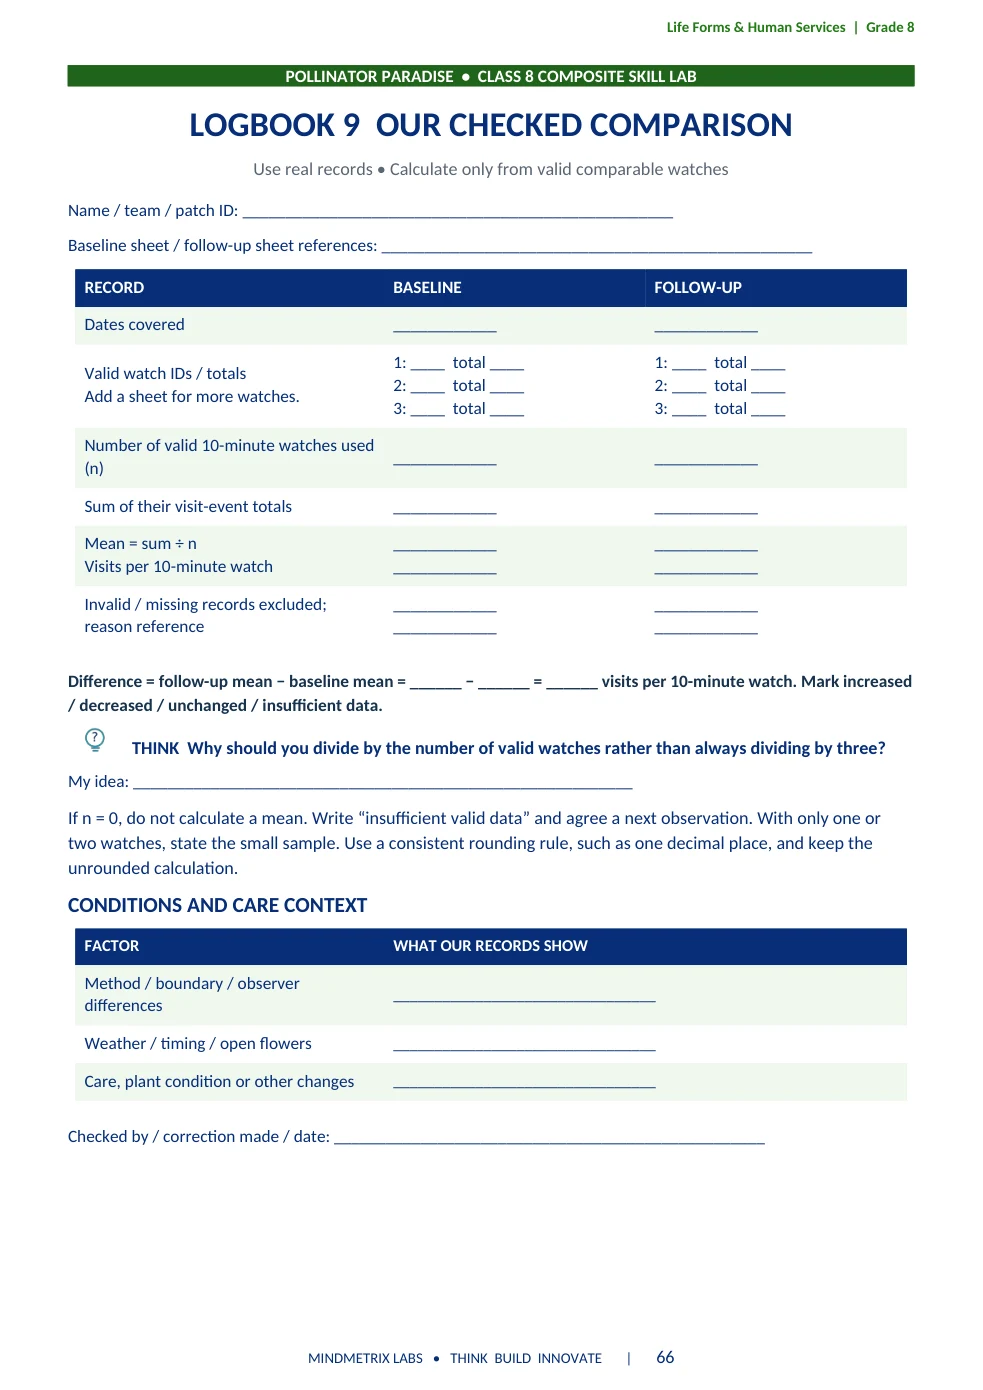 Life Forms & Human Services | Grade 8
POLLINATOR PARADISE ● CLASS 8 COMPOSITE SKILL LAB
LOGBOOK 9 OUR CHECKED COMPARISON
Use real records • Calculate only from valid comparable watches
Name / team / patch ID: __________________________________________________
Baseline sheet / follow-up sheet references: __________________________________________________
RECORD BASELINE FOLLOW-UP
Dates covered ____________ ____________
Valid watch IDs / totals
Add a sheet for more watches.
1: ____ total ____ 1: ____ total ____
2: ____ total ____ 2: ____ total ____
3: ____ total ____ 3: ____ total ____
Number of valid 10-minute watches used
(n) ____________ ____________
Sum of their visit-event totals ____________ ____________
Mean = sum ÷ n ____________ ____________
Visits per 10-minute watch ____________ ____________
Invalid / missing records excluded; ____________ ____________
reason reference ____________ ____________
Difference = follow-up mean − baseline mean = ______ − ______ = ______ visits per 10-minute watch. Mark increased
/ decreased / unchanged / insufficient data.
? THINK Why should you divide by the number of valid watches rather than always dividing by three?
My idea: __________________________________________________________
If n = 0, do not calculate a mean. Write “insufficient valid data” and agree a next observation. With only one or
two watches, state the small sample. Use a consistent rounding rule, such as one decimal place, and keep the
unrounded calculation.
CONDITIONS AND CARE CONTEXT
FACTOR WHAT OUR RECORDS SHOW
Method / boundary / observer
differences ______________________________
Weather / timing / open flowers ______________________________
Care, plant condition or other changes ______________________________
Checked by / correction made / date: __________________________________________________
MINDMETRIX LABS ● THINK BUILD INNOVATE | 66